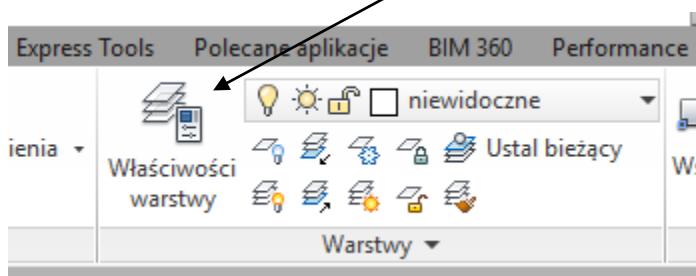 Express Tools Polecane aplikacje BIM 360 Performance
niewidoczne
ienia
Właściwości
warstwy
Ustal bieżący
Warstwy